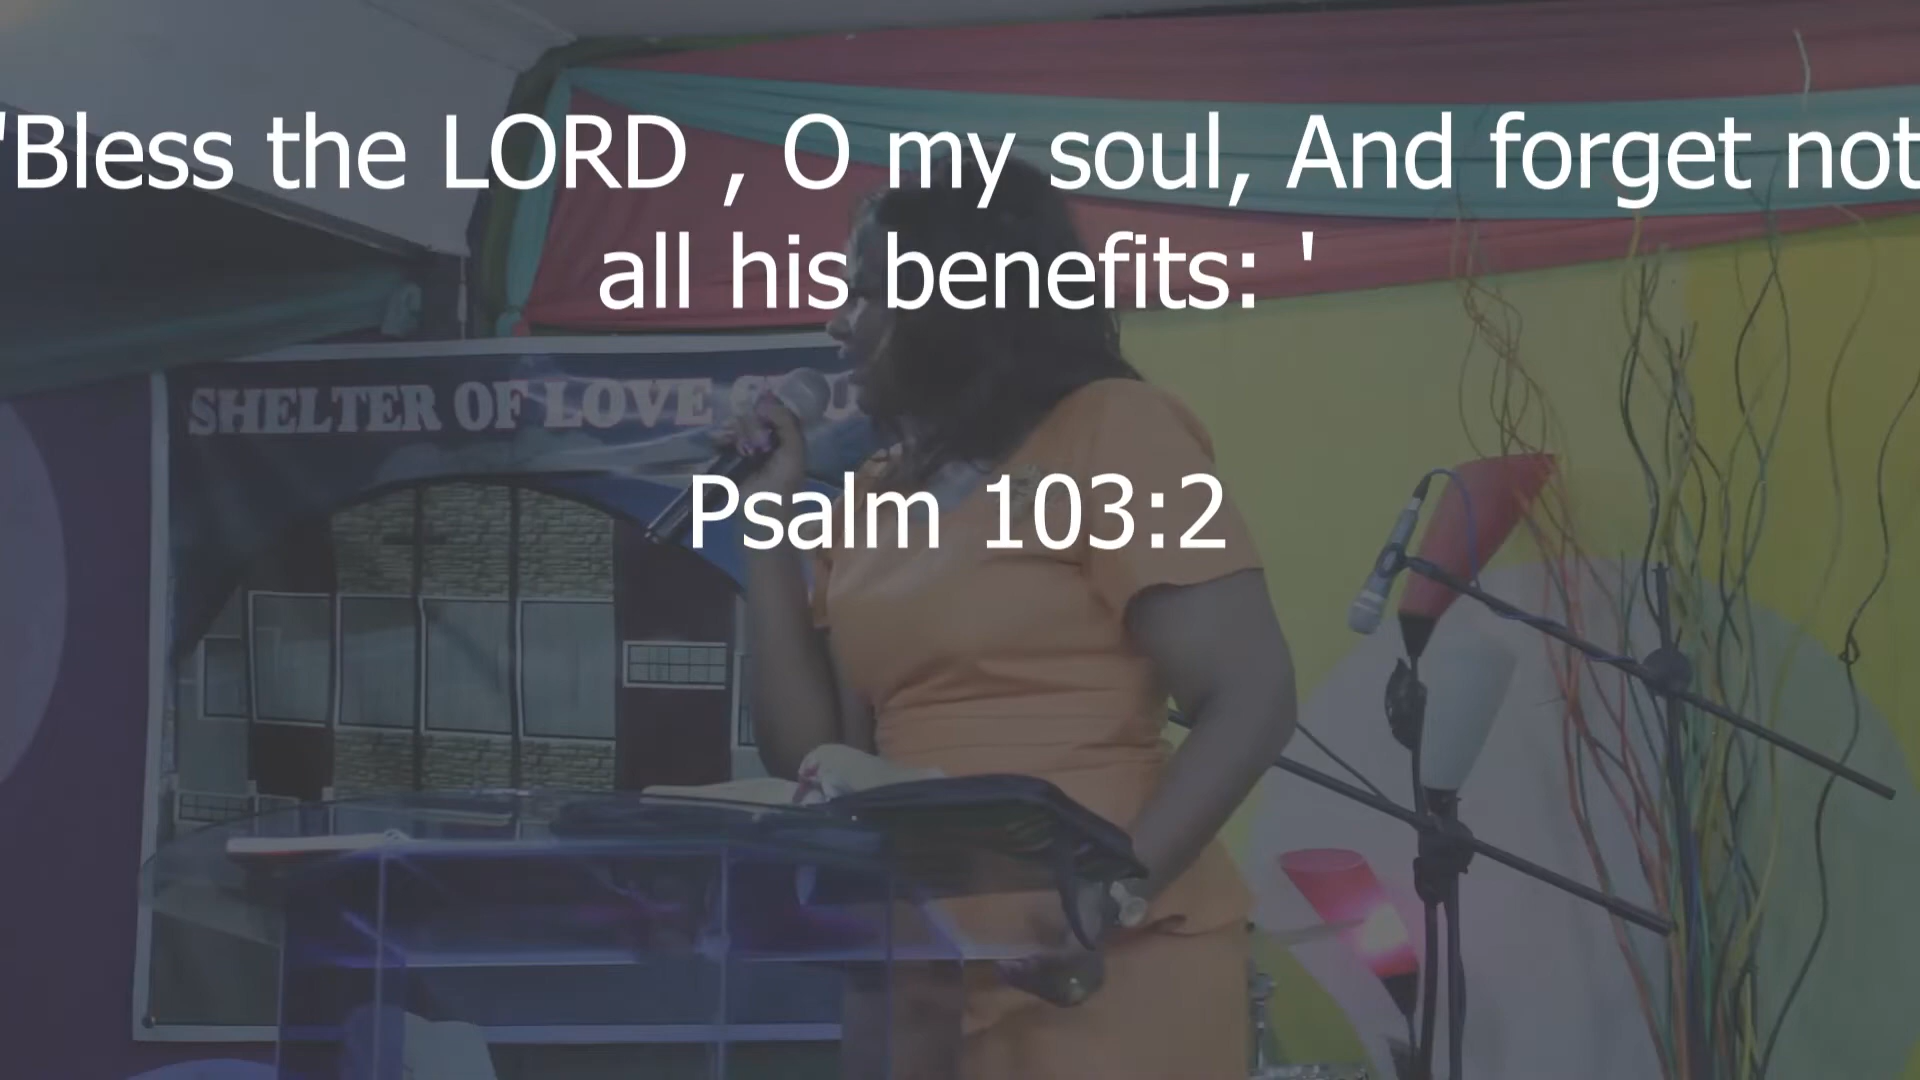 'Bless the LORD , O my soul, And forget not
all his benefits: '
Psalm 103:2
SHELTER OF LOVE